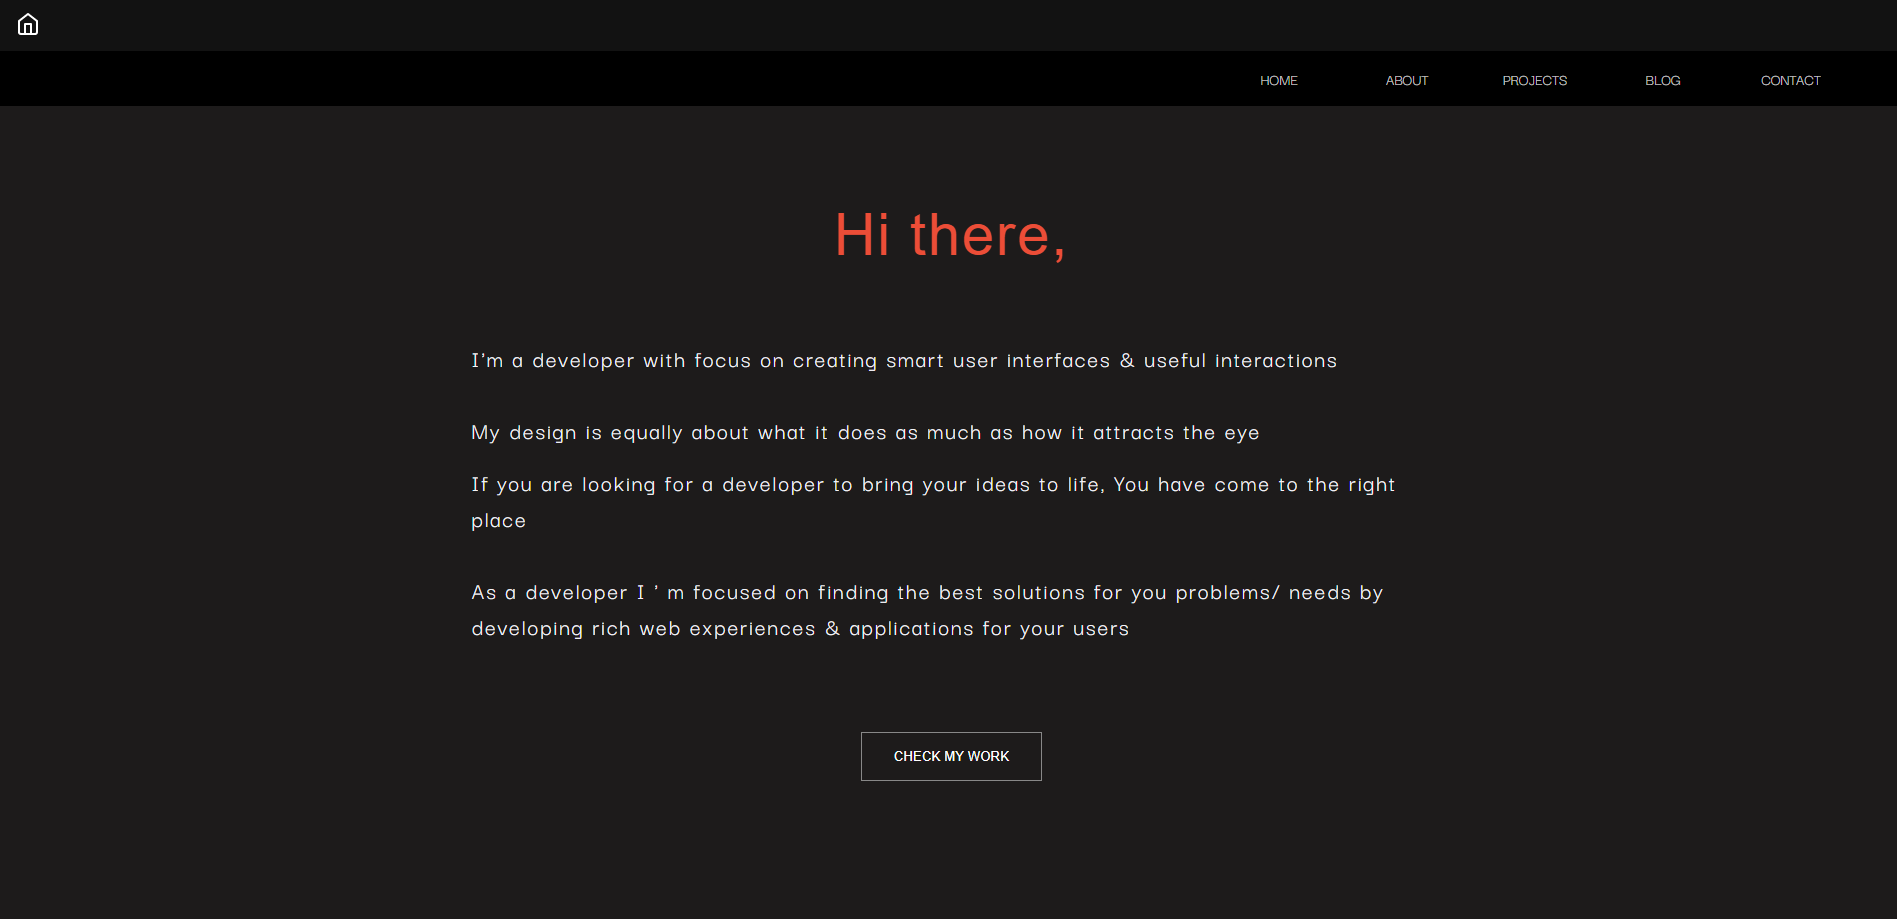 HOME ABOUT PROJECTS BLOG CONTACT
Hi there,
I'm a developer with focus on creating smart user interfaces & useful interactions
My design is equally about what it does as much as how it attracts the eye
If you are looking for a developer to bring your ideas to life, You have come to the right
place
As a developer I ' m focused on finding the best solutions for you problems/ needs by
developing rich web experiences & applications for your users
CHECK MY WORK